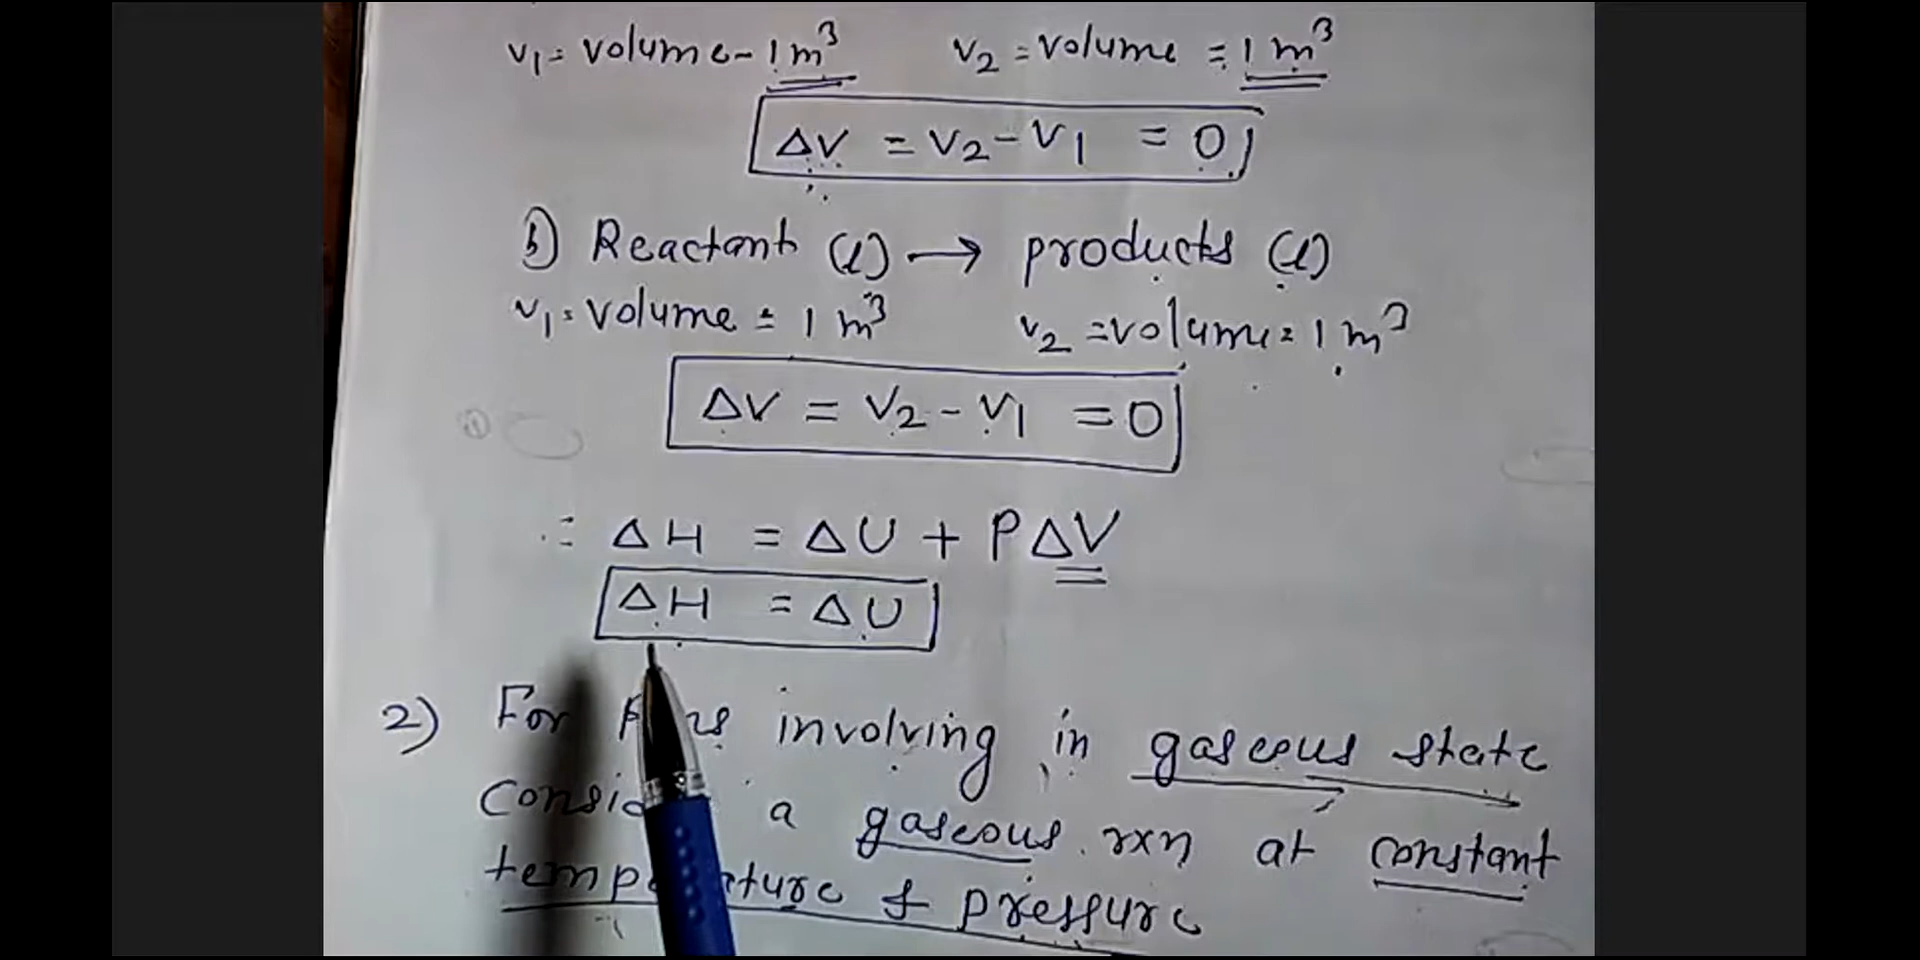 V1 = volume - 1 m³ V2 = volume = 1 m³
ΔV = V2 - V1 = 0
b) Reactant (l) → products (l)
V1 = volume = 1 m³ V2 = volume = 1 m³
ΔV = V2 - V1 = 0
∴ ΔH = ΔU + PΔV
ΔH = ΔU
2) For involving in gaseous state
a gaseous rxn at constant
temperature & pressure